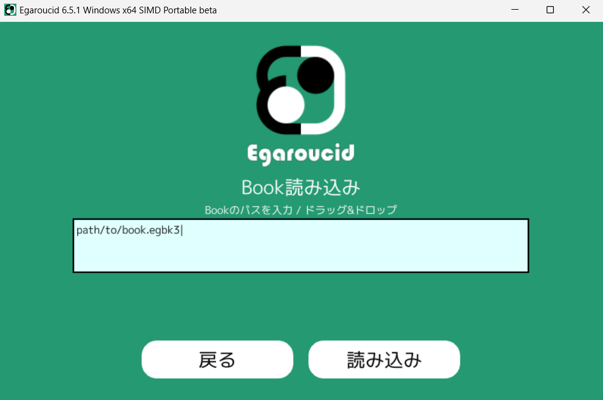 Egaroucid 6.5.1 Windows x64 SIMD Portable beta
Egaroucid
Book読み込み
Bookのパスを入力 / ドラッグ&ドロップ
path/to/book.egbk3
戻る
読み込み